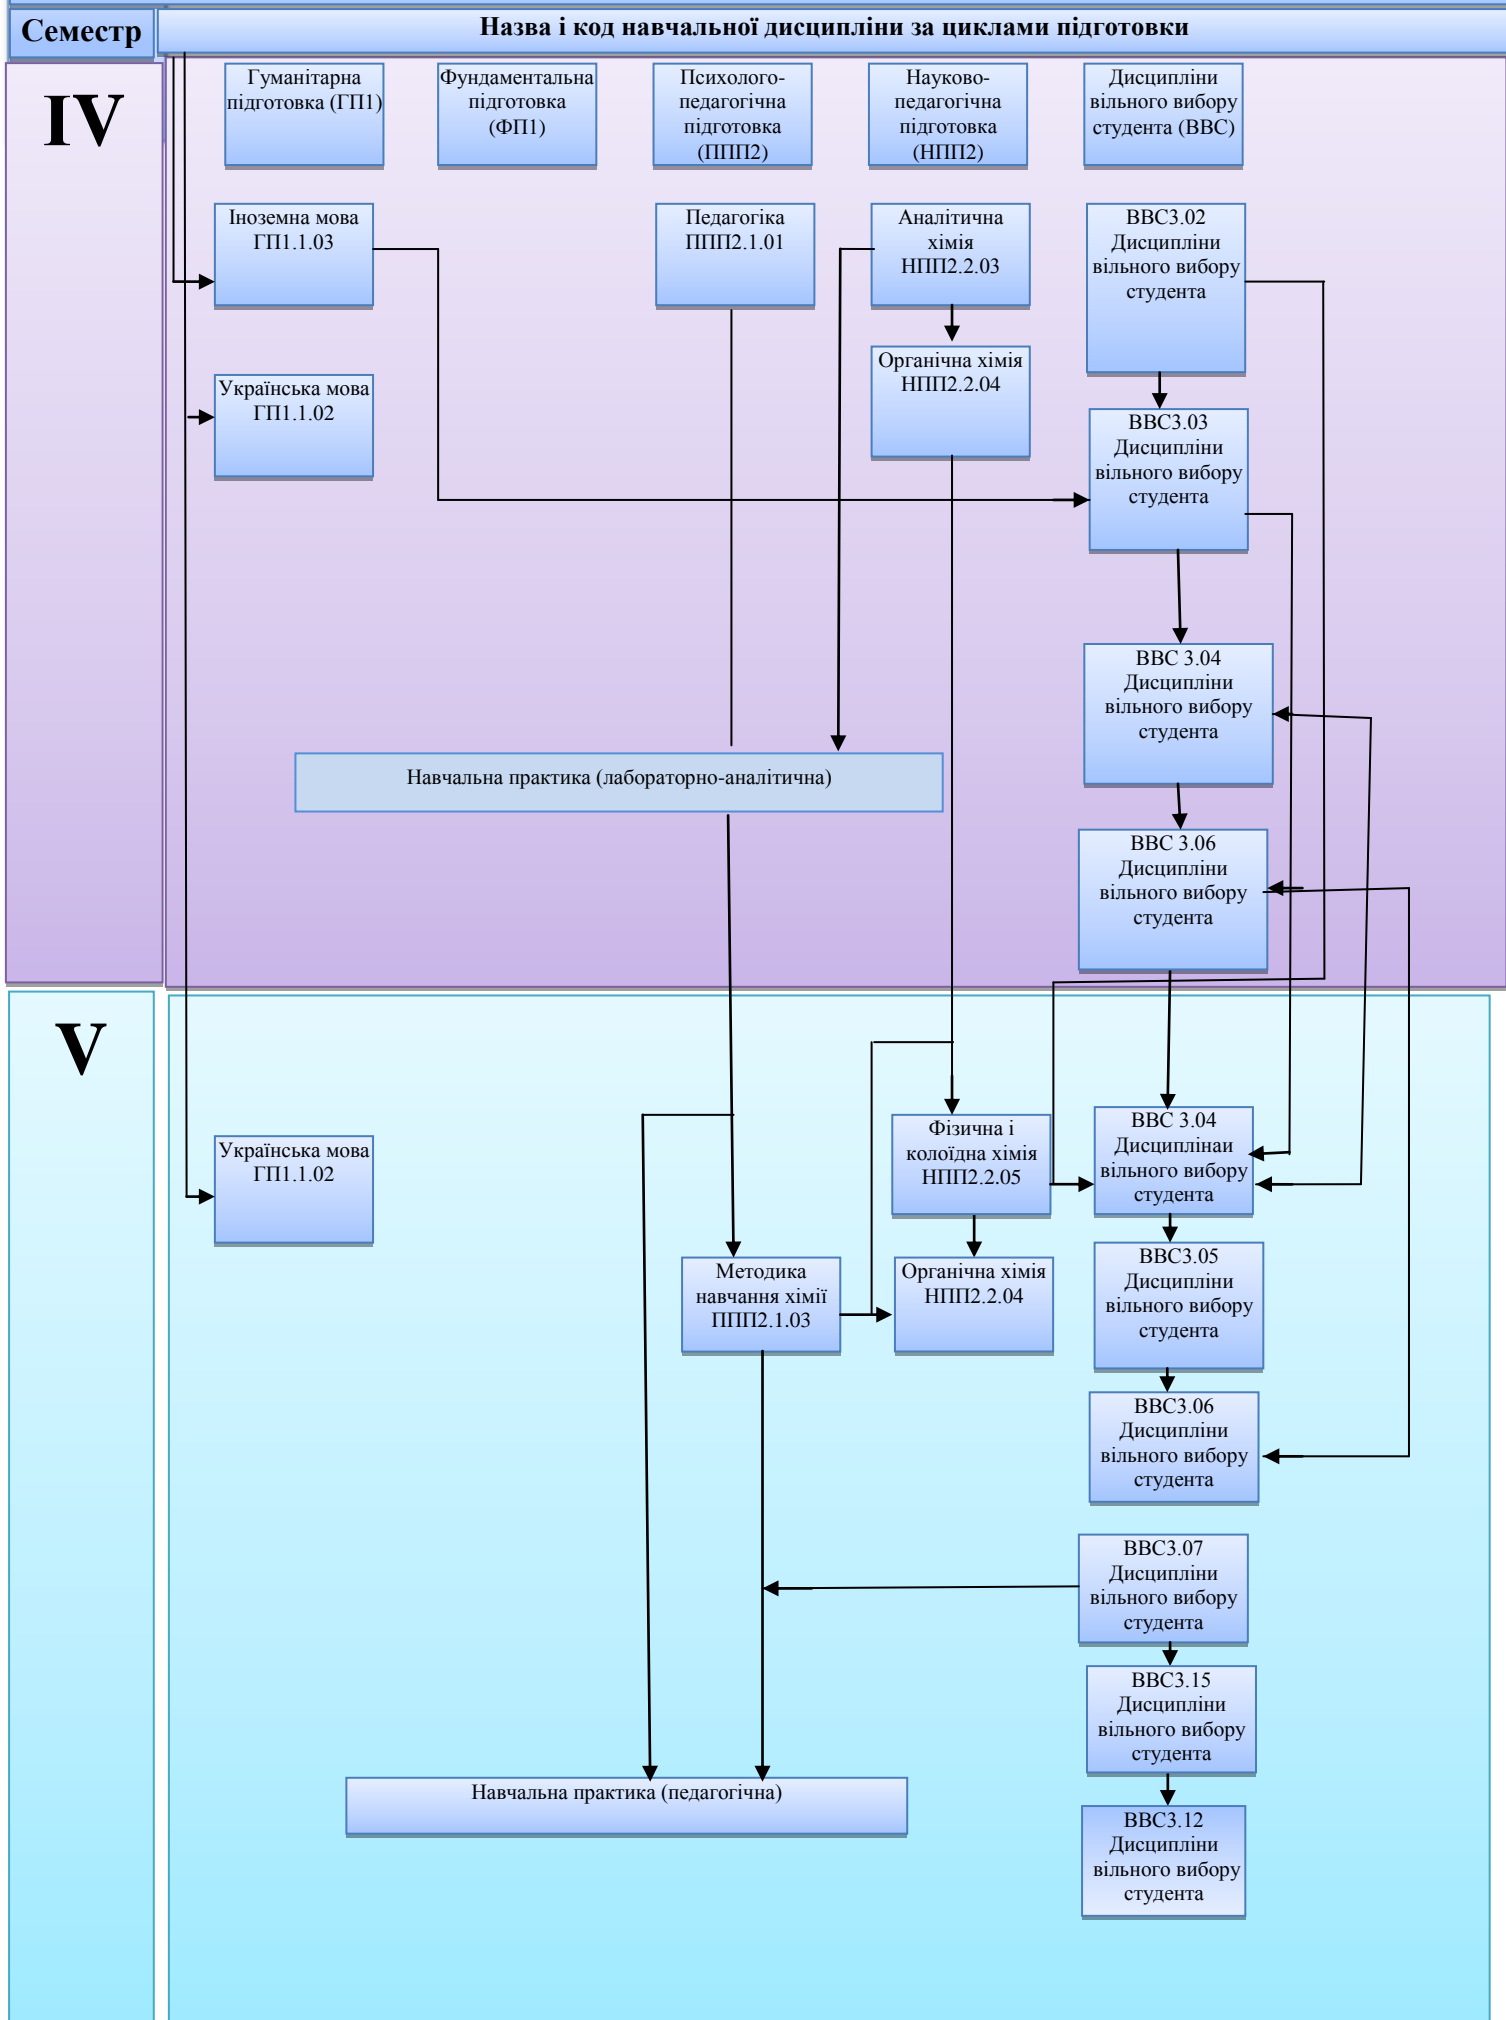 Семестр
Назва і код навчальної дисципліни за циклами підготовки
IV
Гуманітарна
підготовка (ГП1)
Фундаментальна
підготовка
(ФП1)
Психолого-
педагогічна
підготовка
(ППП2)
Науково-
педагогічна
підготовка
(НПП2)
Дисципліни
вільного вибору
студента (ВВС)
Іноземна мова
ГП1.1.03
Педагогіка
ППП2.1.01
Аналітична
хімія
НПП2.2.03
ВВС3.02
Дисципліни
вільного вибору
студента
Органічна хімія
НПП2.2.04
Українська мова
ГП1.1.02
ВВС3.03
Дисципліни
вільного вибору
студента
ВВС 3.04
Дисципліни
вільного вибору
студента
Навчальна практика (лабораторно-аналітична)
ВВС 3.06
Дисципліни
вільного вибору
студента
V
Українська мова
ГП1.1.02
Фізична і
колоїдна хімія
НПП2.2.05
ВВС 3.04
Дисциплінаи
вільного вибору
студента
Методика
навчання хімії
ППП2.1.03
Органічна хімія
НПП2.2.04
ВВС3.05
Дисципліни
вільного вибору
студента
ВВС3.06
Дисципліни
вільного вибору
студента
ВВС3.07
Дисципліни
вільного вибору
студента
ВВС3.15
Дисципліни
вільного вибору
студента
Навчальна практика (педагогічна)
ВВС3.12
Дисципліни
вільного вибору
студента